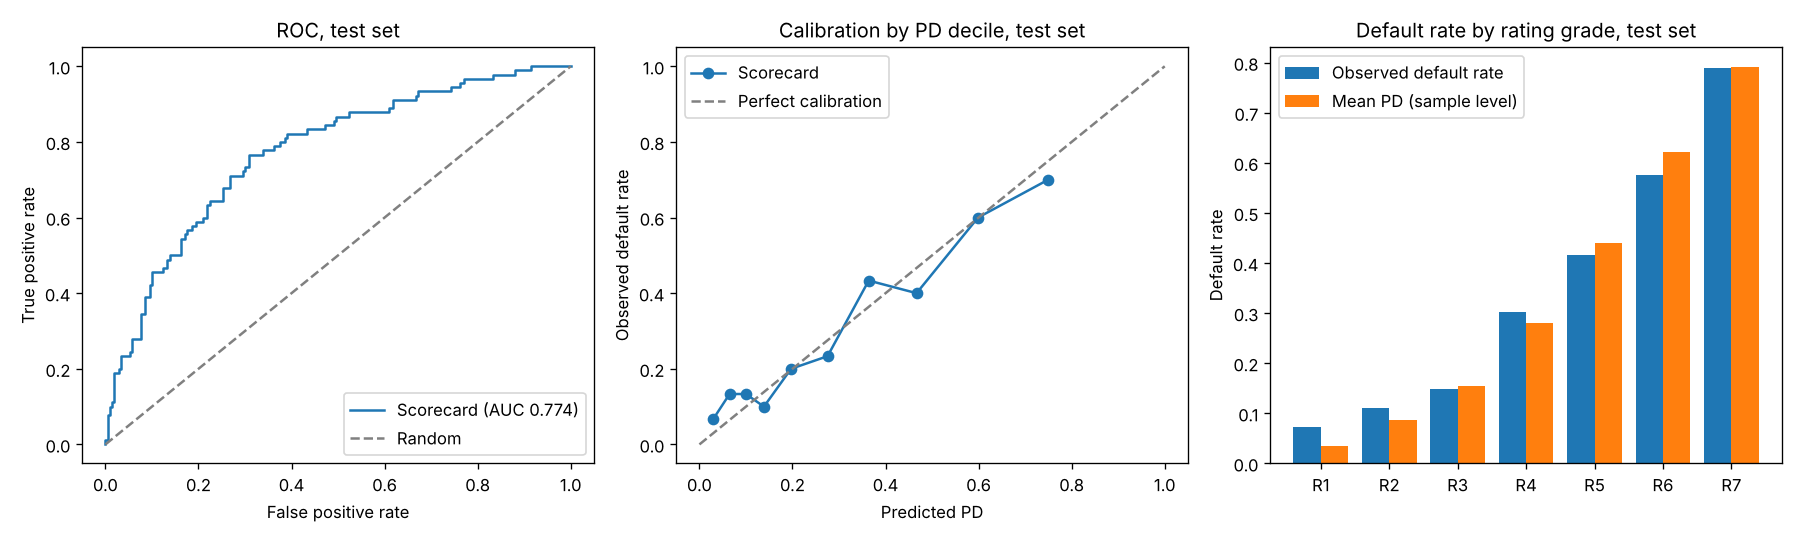 ROC, test set
True positive rate
1.0
0.8
0.6
0.4
0.2
0.0
Scorecard (AUC 0.774)
Random
0.0 0.2 0.4 0.6 0.8 1.0
False positive rate
Calibration by PD decile, test set
Observed default rate
1.0
0.8
0.6
0.4
0.2
0.0
Scorecard
Perfect calibration
0.0 0.2 0.4 0.6 0.8 1.0
Predicted PD
Default rate by rating grade, test set
Default rate
0.8
0.7
0.6
0.5
0.4
0.3
0.2
0.1
0.0
Observed default rate
Mean PD (sample level)
R1 R2 R3 R4 R5 R6 R7